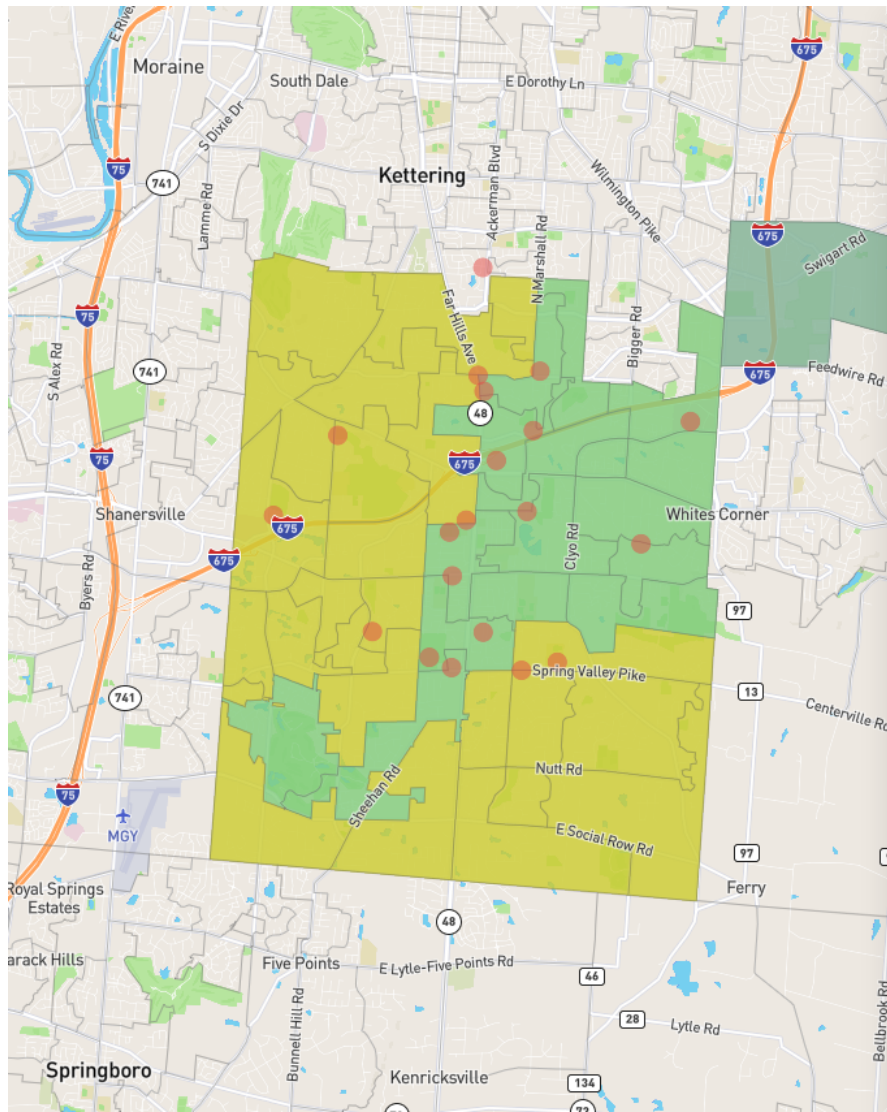 E River
675
Moraine
South Dale
E Dorothy Ln
S Dixie Dr
75
741
Lamme Rd
Kettering
Ackerman Blvd
Wilmington Pike
N Marshall Rd
675
Swigart Rd
75
S Alex Rd
Far Hills Ave
Bigger Rd
741
675
Feedwire Rd
48
75
675
Shanersville
675
Whites Corner
675
Clyo Rd
Byers Rd
97
Spring Valley Pike
741
13
Centerville Rd
Nutt Rd
75
Sheehan Rd
MGY
E Social Row Rd
97
Royal Springs
Estates
Ferry
48
arack Hills
Five Points
E Lytle-Five Points Rd
46
Bunnell Hill Rd
28
Lytle Rd
Bellbrook Rd
Springboro
Kenricksville
134
73